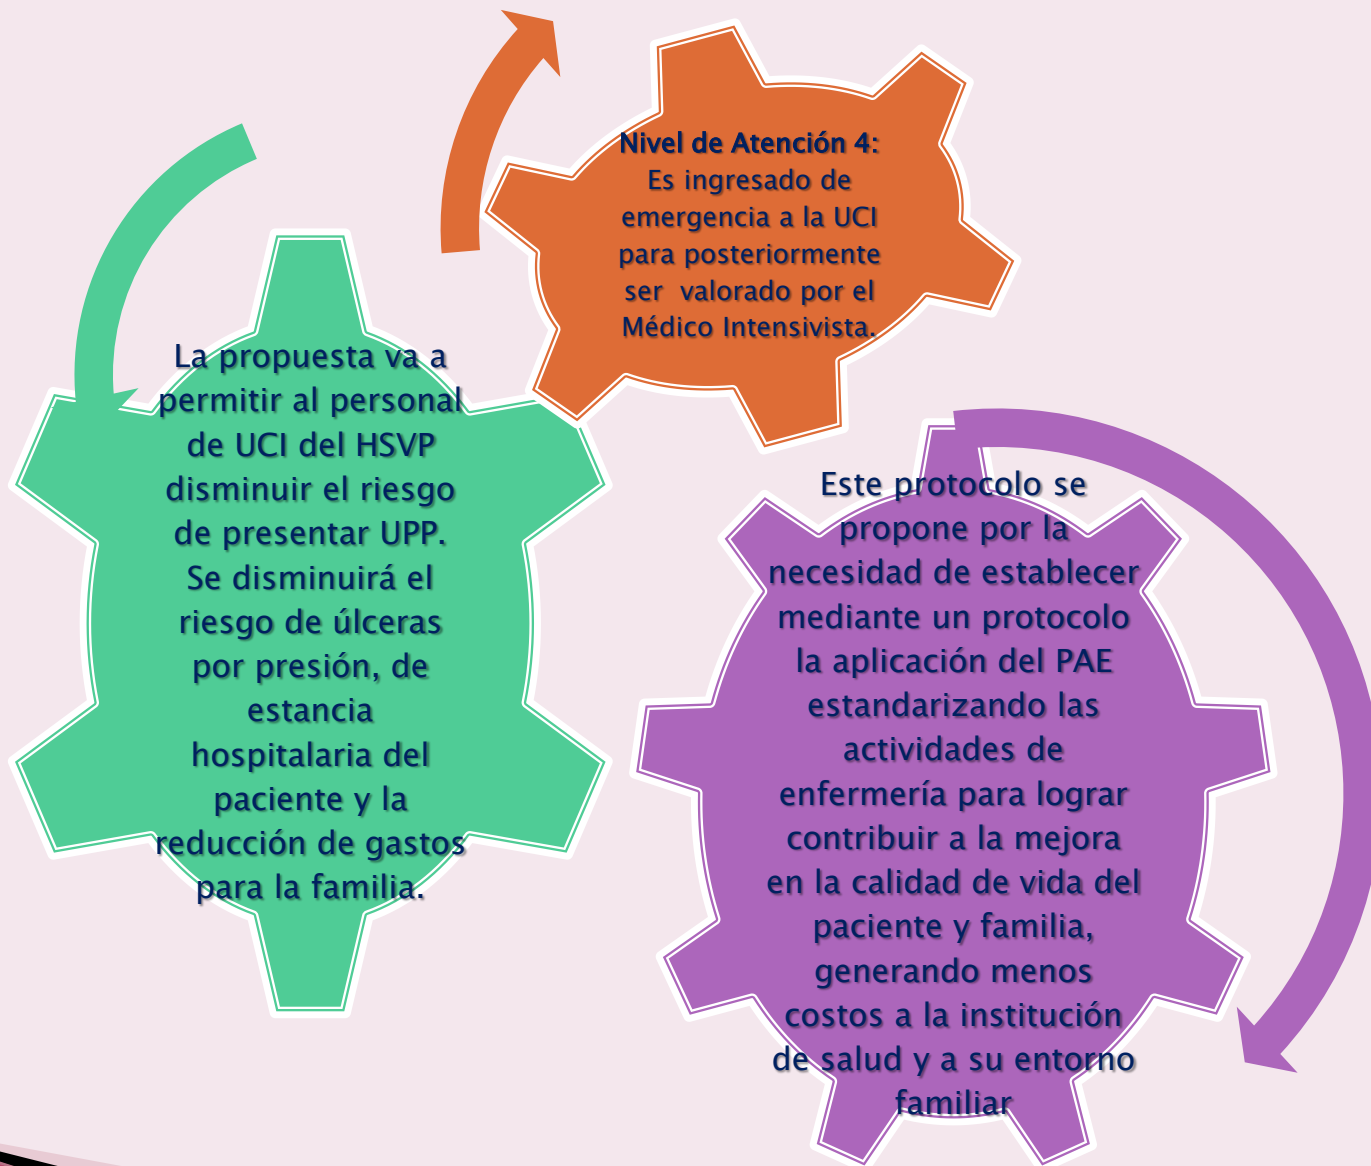 Nivel de Atención 4:
Es ingresado de
emergencia a la UCI
para posteriormente
ser valorado por el
Médico Intensivista.
La propuesta va a
permitir al personal
de UCI del HSVP
disminuir el riesgo
de presentar UPP.
Se disminuirá el
riesgo de úlceras
por presión, de
estancia
hospitalaria del
paciente y la
reducción de gastos
para la familia.
Este protocolo se
propone por la
necesidad de establecer
mediante un protocolo
la aplicación del PAE
estandarizando las
actividades de
enfermería para lograr
contribuir a la mejora
en la calidad de vida del
paciente y familia,
generando menos
costos a la institución
de salud y a su entorno
familiar